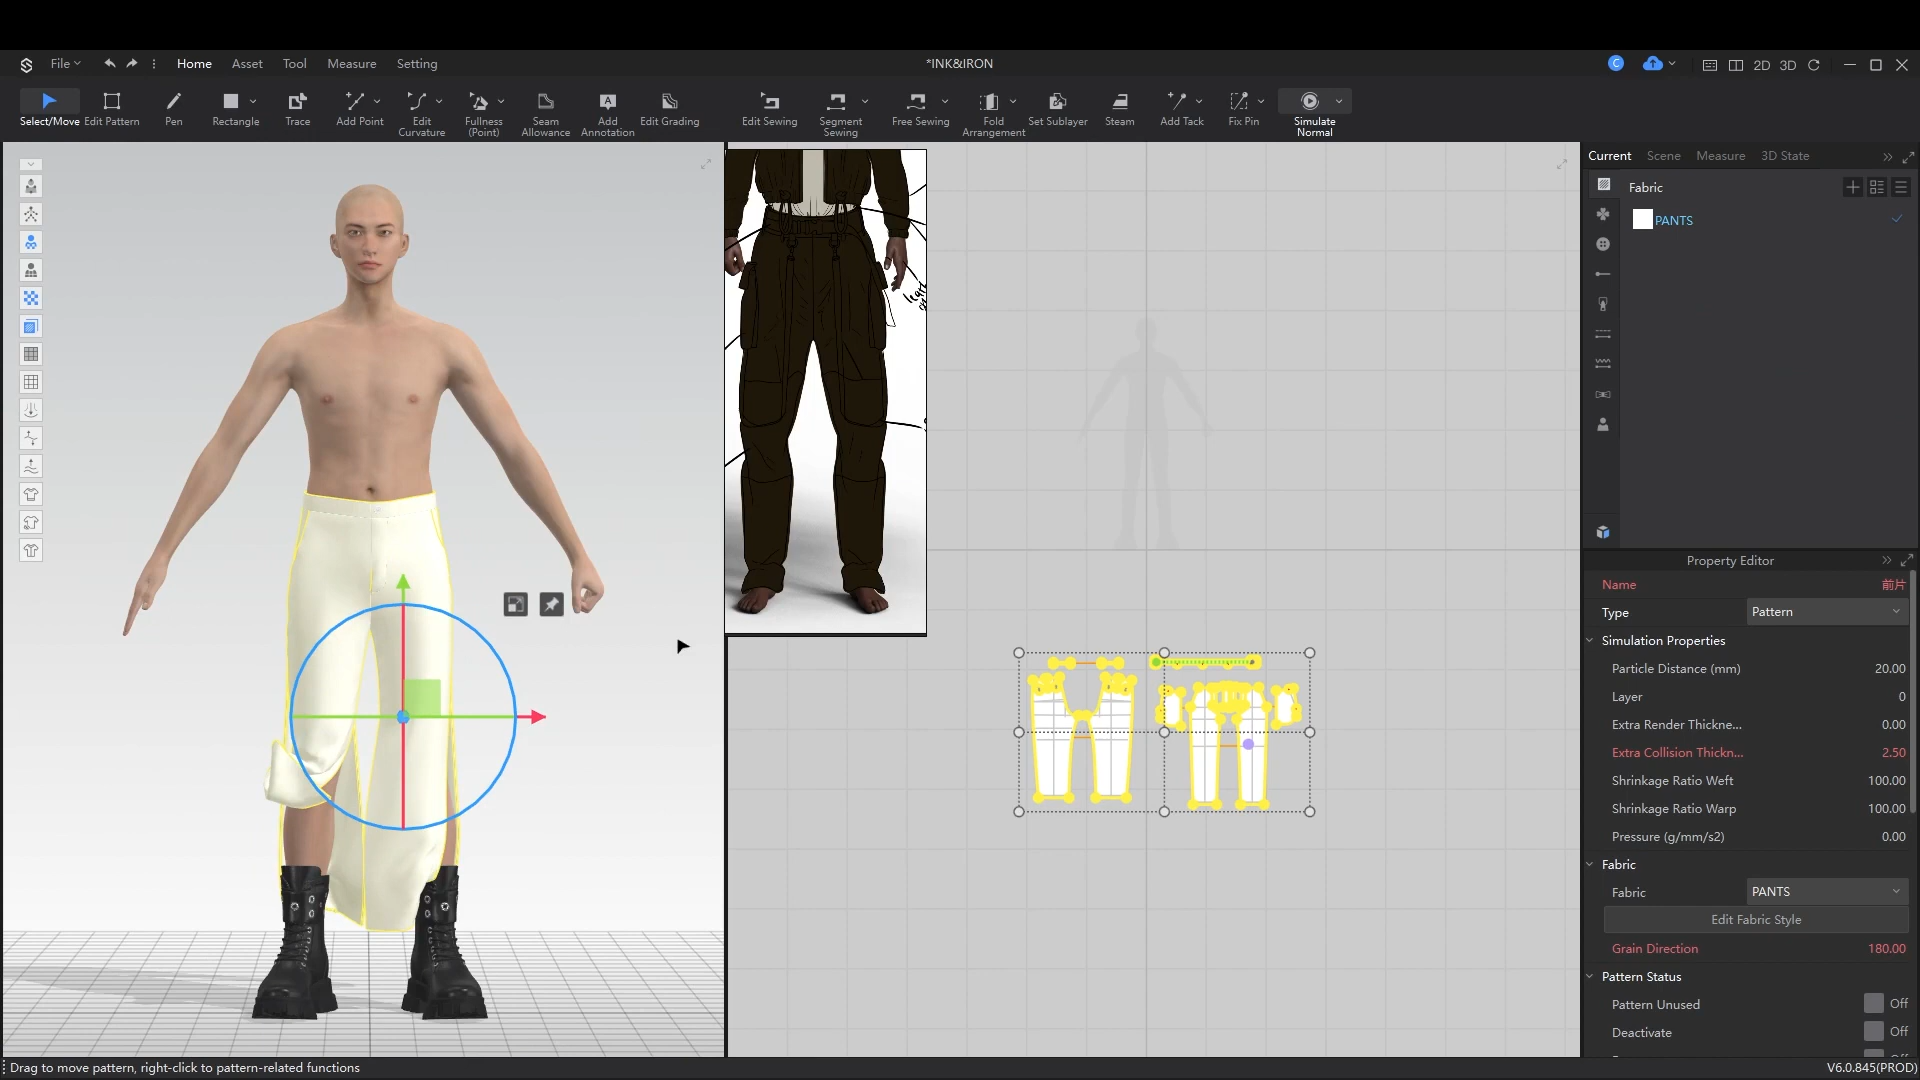 File
Home
Asset
Tool
Measure
Setting
*INK&IRON
C
2D
3D
Select/Move
Edit Pattern
Pen
Rectangle
Trace
Add Point
Edit
Curvature
Fullness
(Point)
Seam
Allowance
Add
Annotation
Edit Grading
Edit Sewing
Segment
Sewing
Free Sewing
Fold
Arrangement
Set Sublayer
Steam
Add Tack
Fix Pin
Simulate
Normal
Current
Scene
Measure
3D State
Fabric
PANTS
Property Editor
Name
前片
Type
Pattern
Simulation Properties
Particle Distance (mm)
20.00
Layer
0
Extra Render Thickne...
0.00
Extra Collision Thickn...
2.50
Shrinkage Ratio Weft
100.00
Shrinkage Ratio Warp
100.00
Pressure (g/mm/s2)
0.00
Fabric
Fabric
PANTS
Edit Fabric Style
Grain Direction
180.00
Pattern Status
Pattern Unused
Off
Deactivate
Off
Drag to move pattern, right-click to pattern-related functions
V6.0.845(PROD)